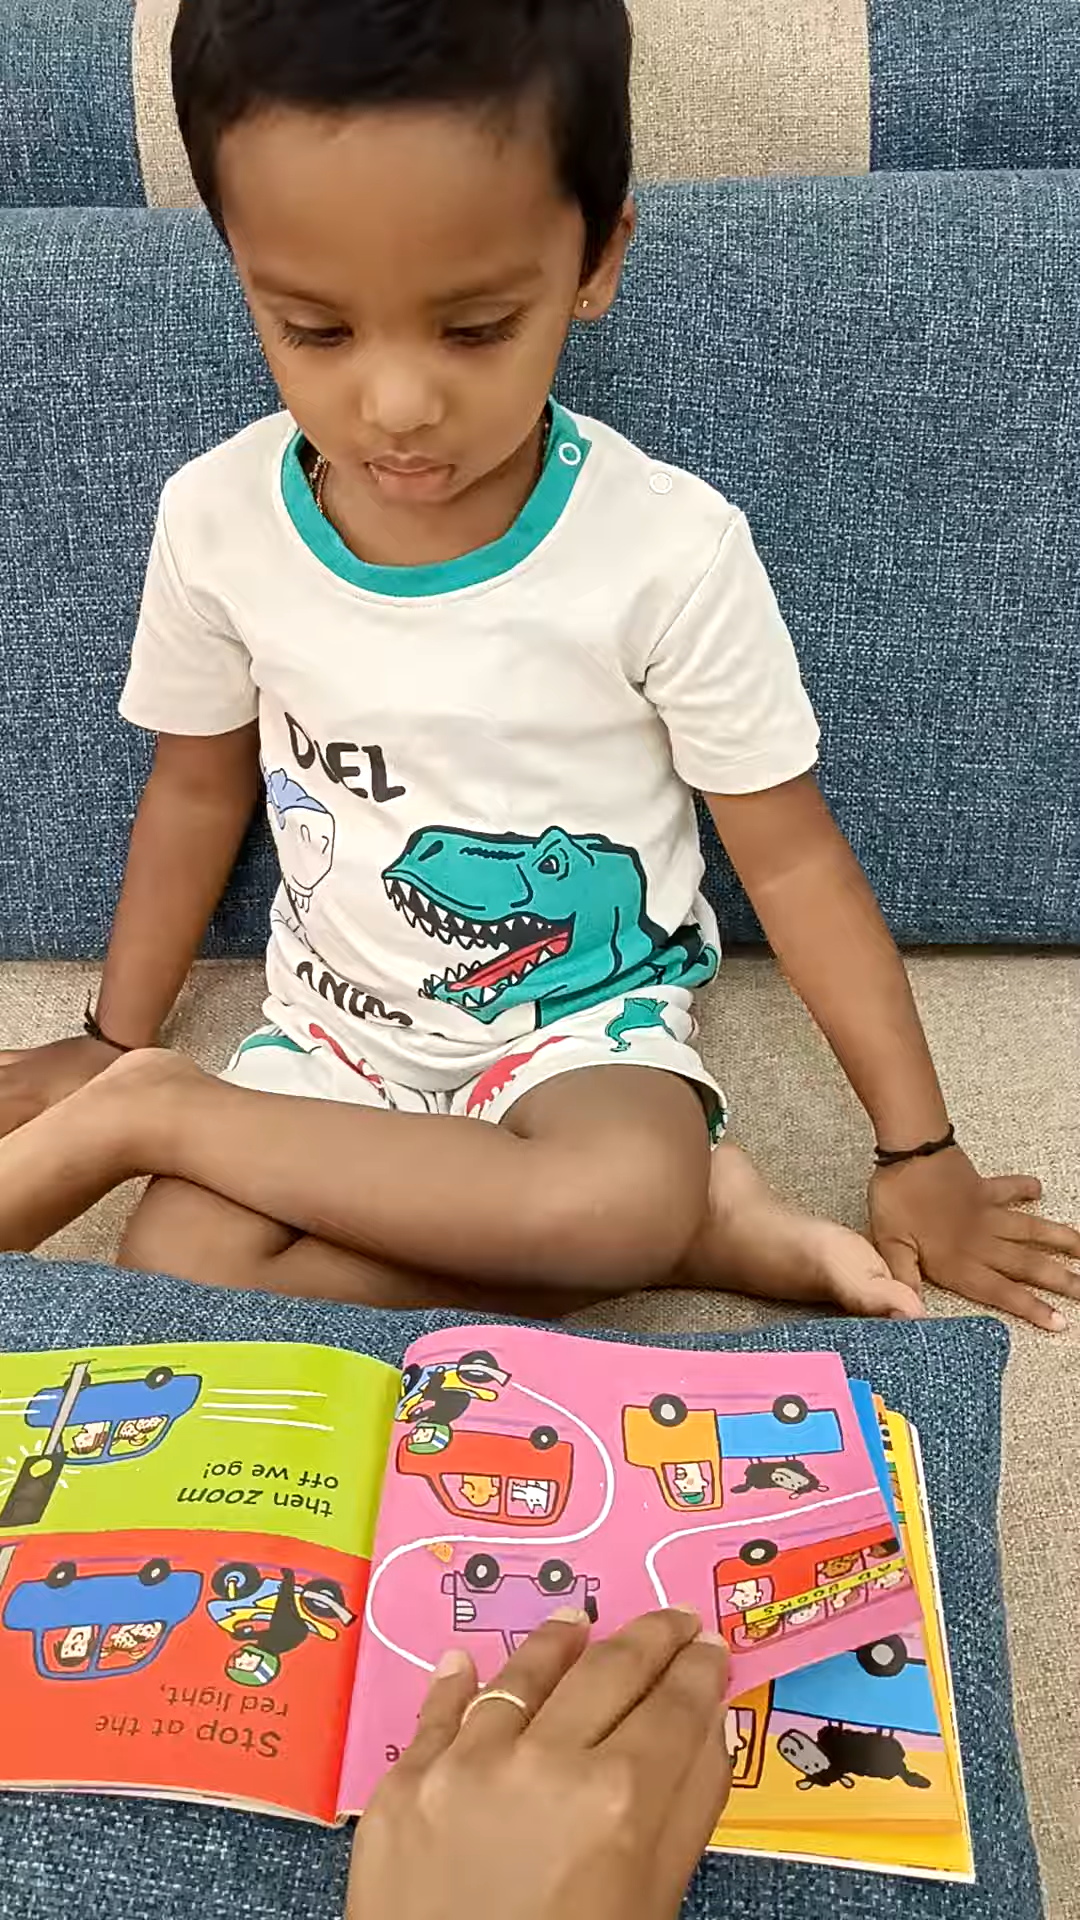 DUEL
Stop at the
red light,
then zoom
off we go!